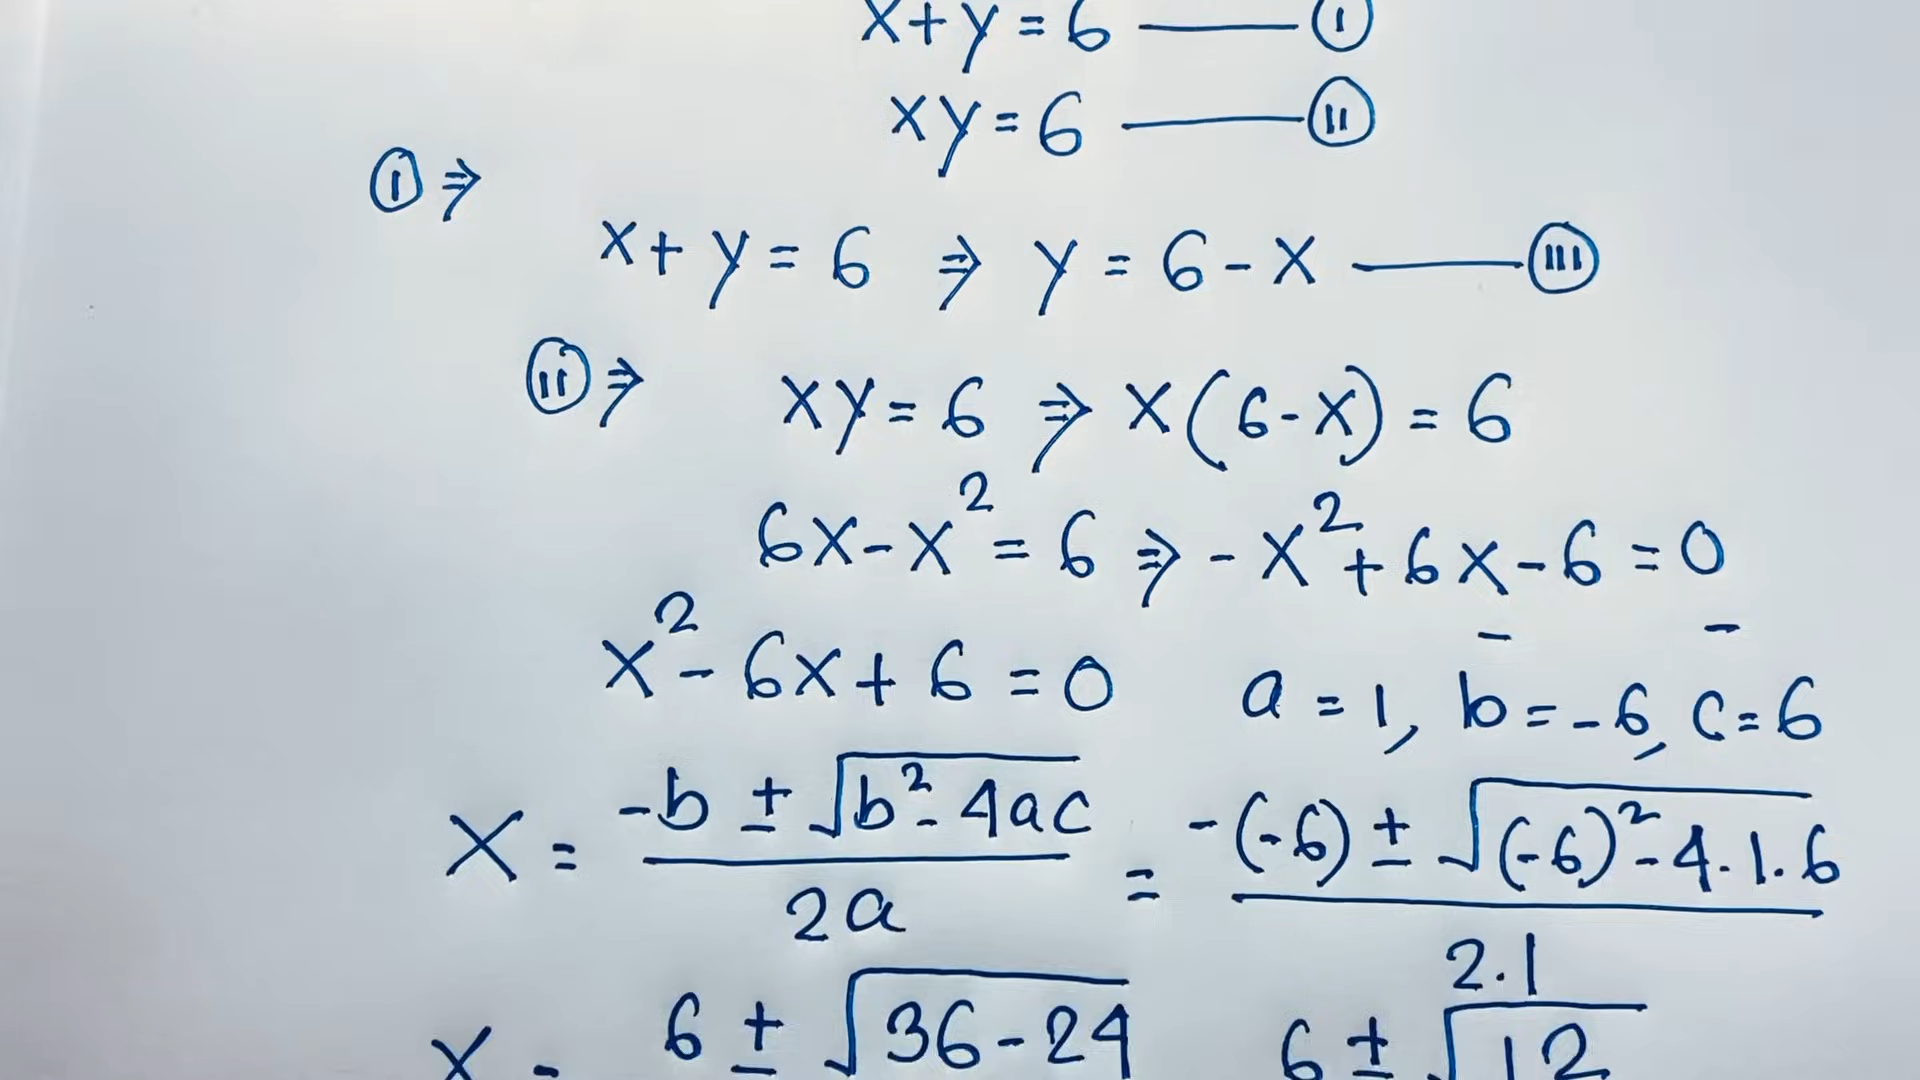 x+y=6 —— (I)
xy=6 —— (II)
(I) ⇒
x+y=6 ⇒ y=6-x —— (III)
(II) ⇒ xy=6 ⇒ x(6-x)=6
6x-x²=6 ⇒ -x²+6x-6=0
x²-6x+6=0 a=1, b=-6, c=6
x = (-b±√(b²-4ac))/(2a) = (-(-6)±√((-6)²-4·1·6))/(2·1)
x = 6±√(36-24) 6±√12